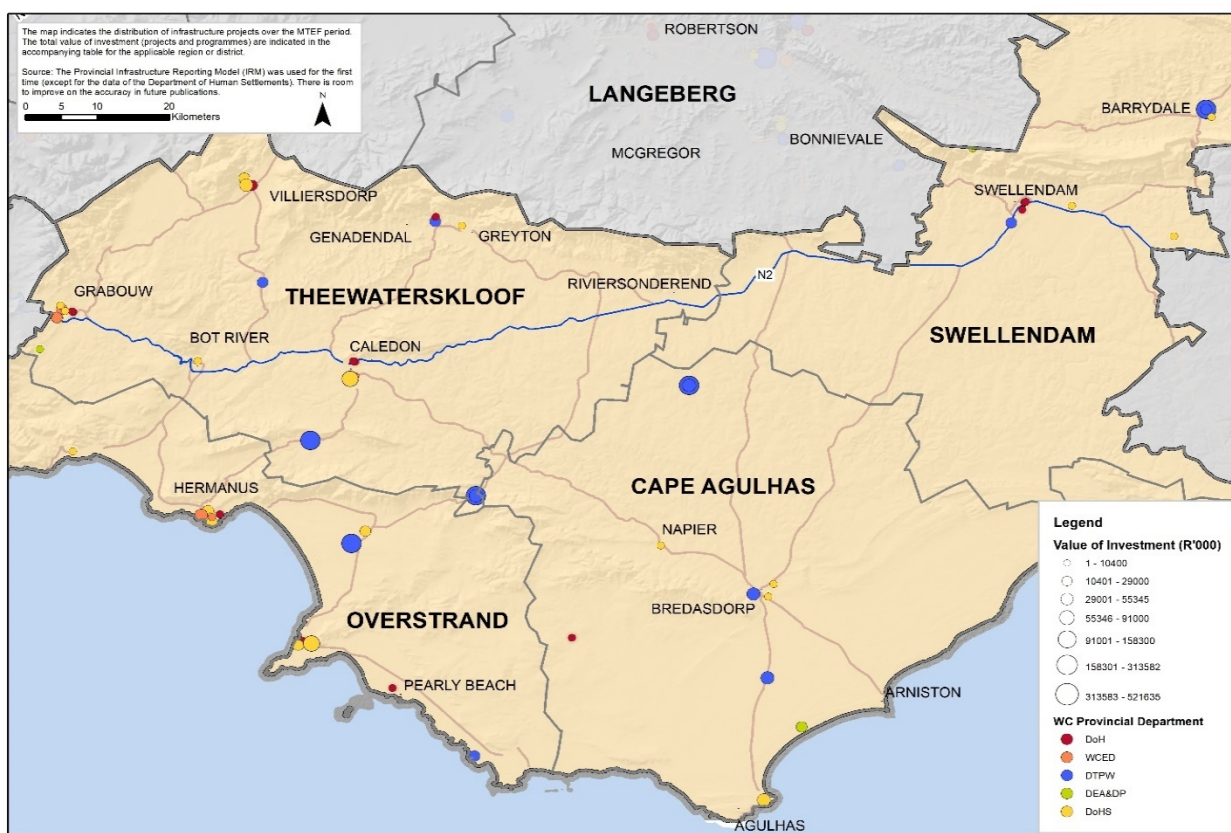 The map indicates the distribution of infrastructure projects over the MTEF period.
The total value of investment (projects and programmes) are indicated in the
accompanying table for the applicable region or district.
Source: The Provincial Infrastructure Reporting Model (IRM) was used for the first
time (except for the data of the Department of Human Settlements). There is room
to improve on the accuracy in future publications.
0 5 10 20
Kilometers
N
ROBERTSON
LANGEBERG
BARRYDALE
BONNIEVALE
MCGREGOR
SWELLENDAM
VILLIERSDORP
GENADENDAL
GREYTON
N2
RIVIERSONDEREND
GRABOUW
THEEWATERSKLOOF
BOT RIVER
CALEDON
SWELLENDAM
HERMANUS
CAPE AGULHAS
NAPIER
BREDASDORP
OVERSTRAND
PEARLY BEACH
ARNISTON
AGULHAS
Legend
Value of Investment (R'000)
1 - 10400
10401 - 29000
29001 - 55345
55346 - 91000
91001 - 158300
158301 - 313582
313583 - 521635
WC Provincial Department
DoH
WCED
DTPW
DEA&DP
DoHS